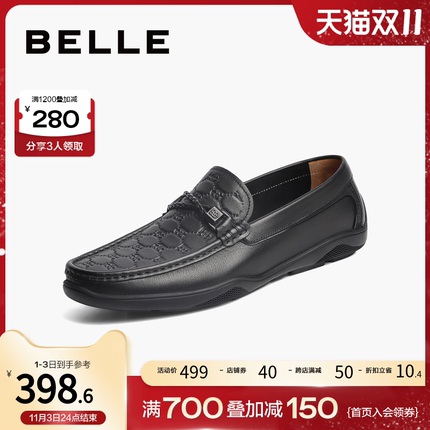 BELLE
天猫双11
满1200叠加减
¥280
分享3人领取
1-3日到手参考
¥398.6
11月3日24点结束
活动价 499 - 店铺券 40 - 跨店满减 50 - 折扣立省 10.4
满700叠加减150 {首页入会领券}